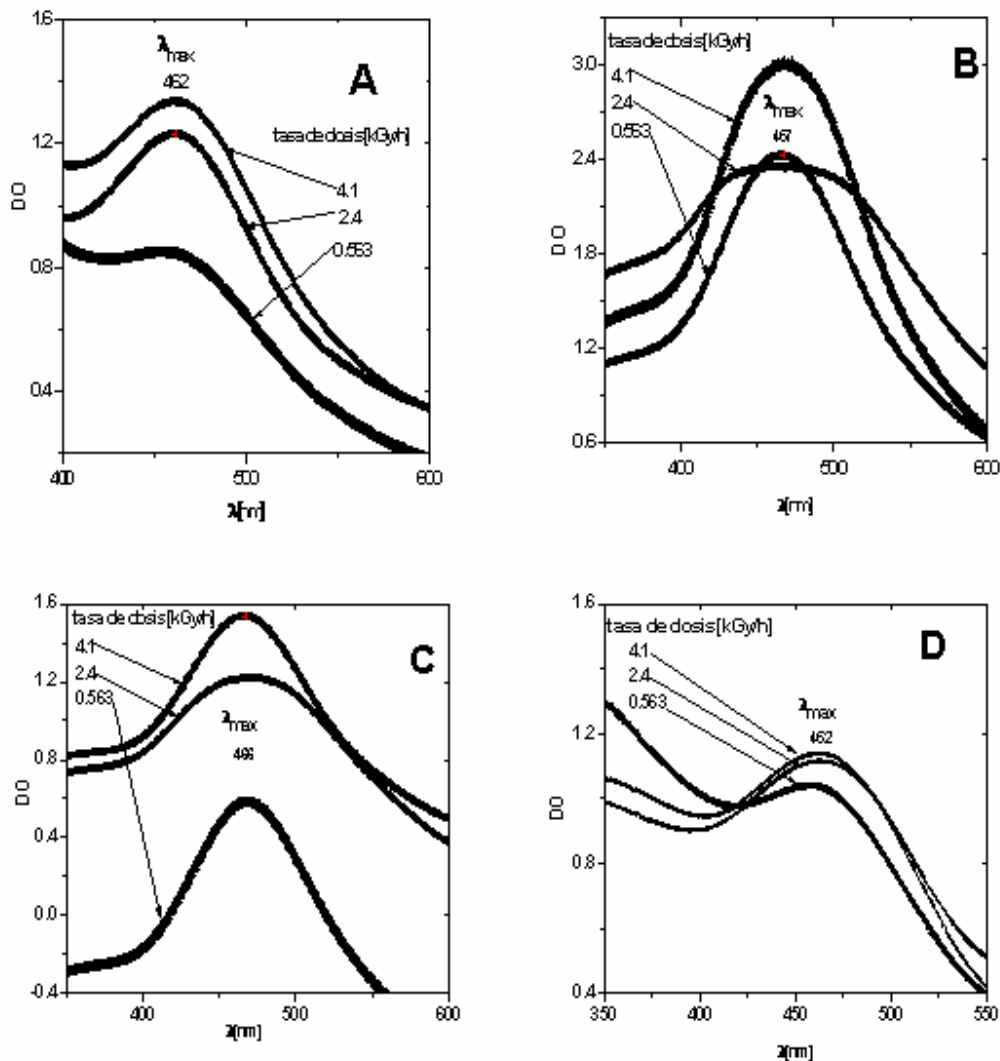 A
λmax
462
tasa de dosis [kGy/h]
4.1
2.4
0.563
1.6
1.2
0.8
0.4
DO
400
500
600
λ[nm]
B
tasa de dosis [kGy/h]
4.1
2.4
0.563
λmax
467
3.0
2.4
1.8
1.2
0.6
DO
400
500
600
λ[nm]
C
tasa de dosis [kGy/h]
4.1
2.4
0.563
λmax
466
1.6
1.2
0.8
0.4
0.0
-0.4
DO
400
500
600
λ[nm]
D
tasa de dosis [kGy/h]
4.1
2.4
0.563
λmax
462
1.6
1.2
0.8
0.4
DO
350
400
450
500
550
λ[nm]